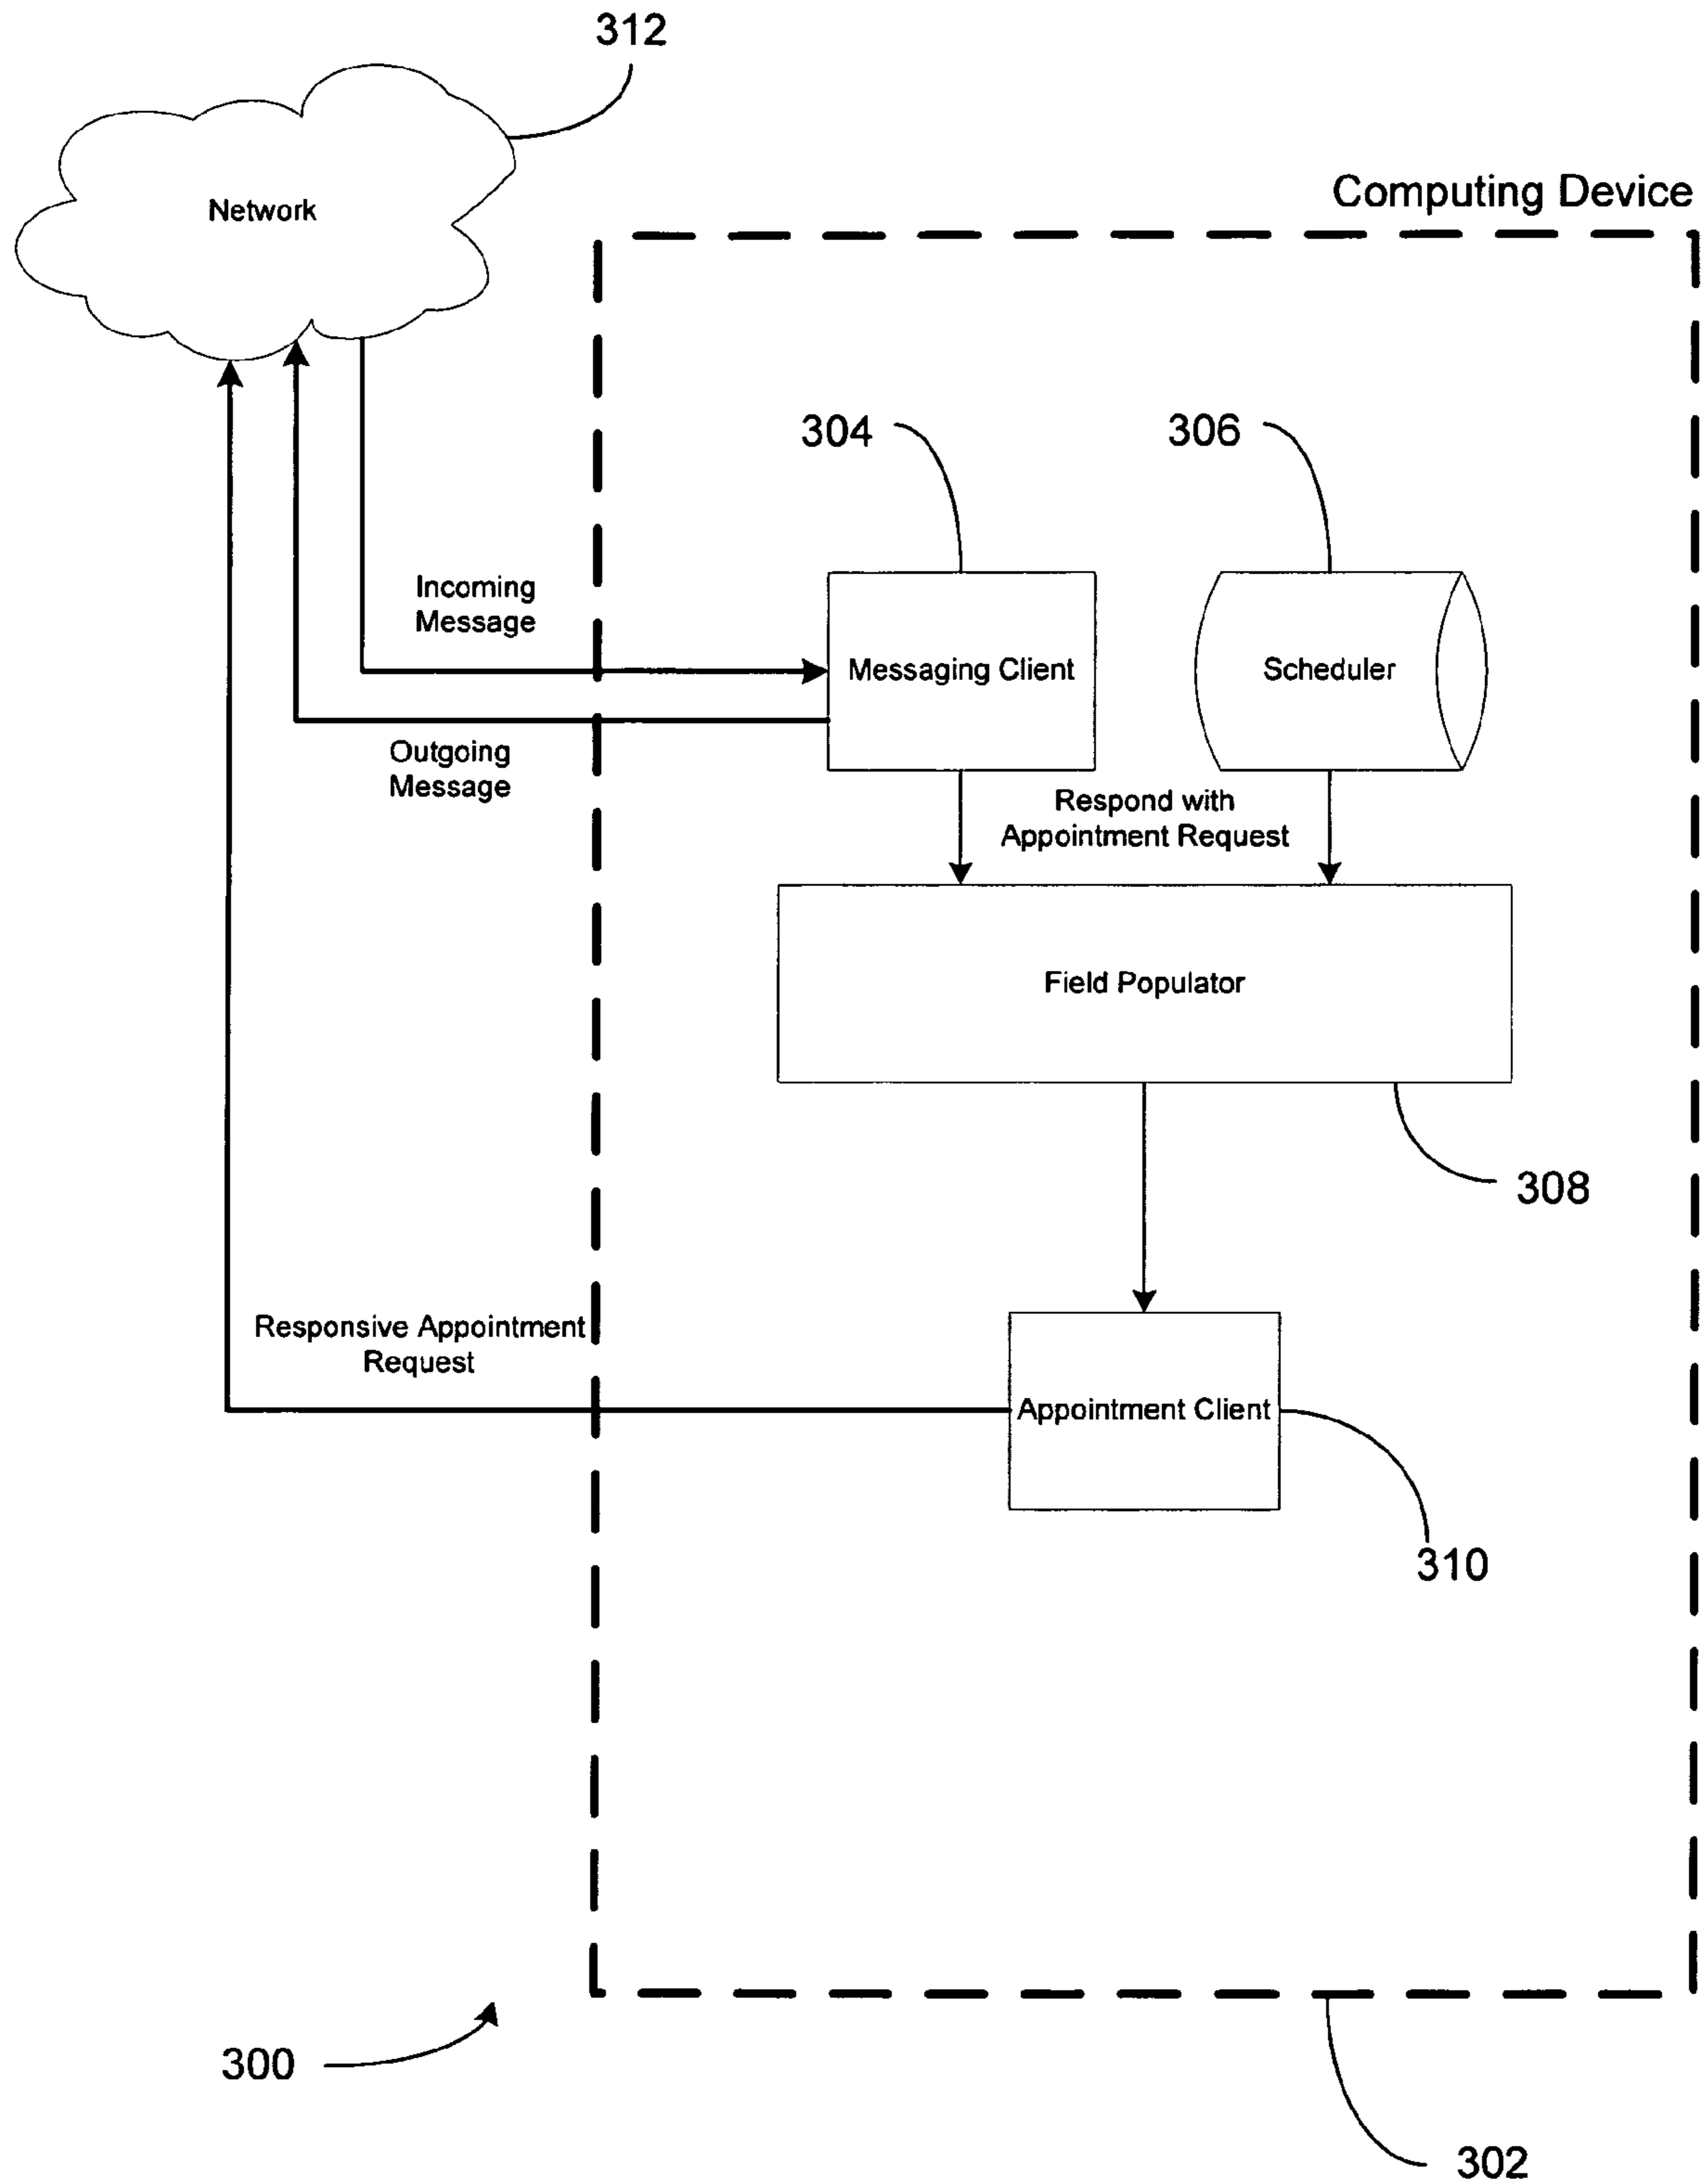 312
Network
Computing Device
304
306
Incoming
Message
Messaging Client
Scheduler
Outgoing
Message
Respond with
Appointment Request
Field Populator
308
Responsive Appointment
Request
Appointment Client
310
300
302